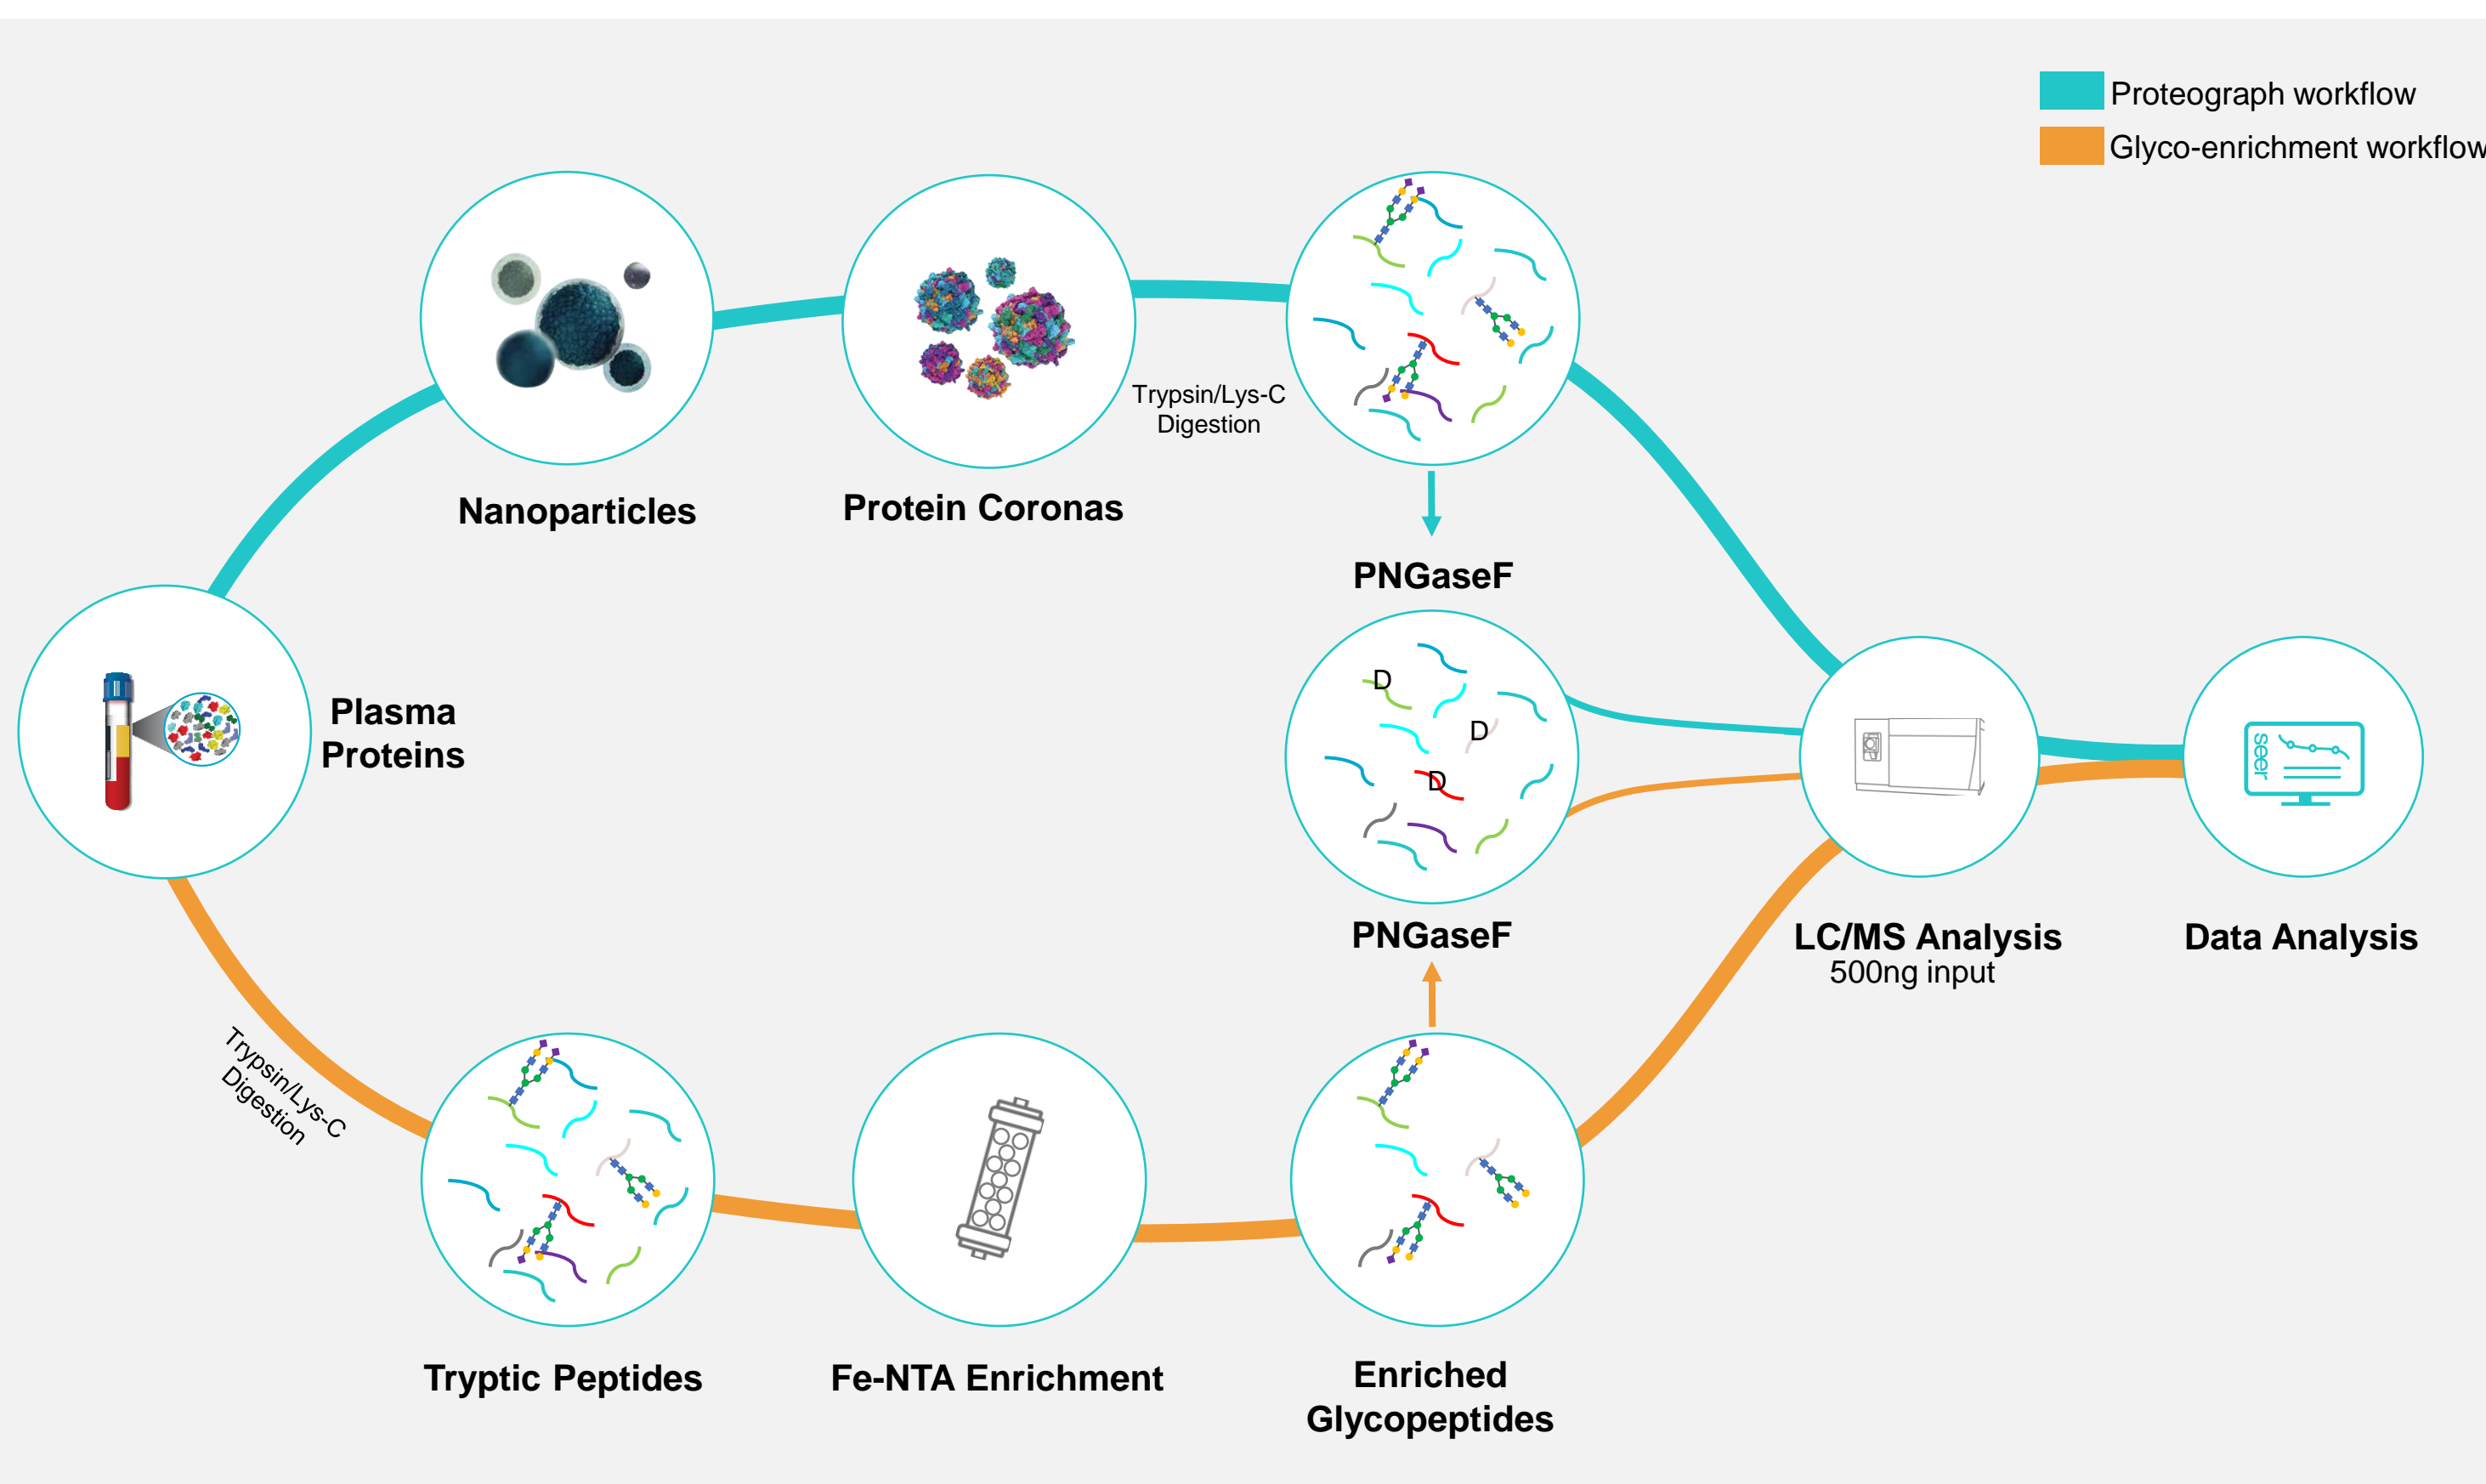 Proteograph workflow
Glyco-enrichment workflow
Trypsin/Lys-C
Digestion
Nanoparticles
Protein Coronas
PNGaseF
D
D
D
Plasma
Proteins
seer
PNGaseF
LC/MS Analysis
500ng input
Data Analysis
Trypsin/Lys-C
Digestion
Tryptic Peptides
Fe-NTA Enrichment
Enriched
Glycopeptides